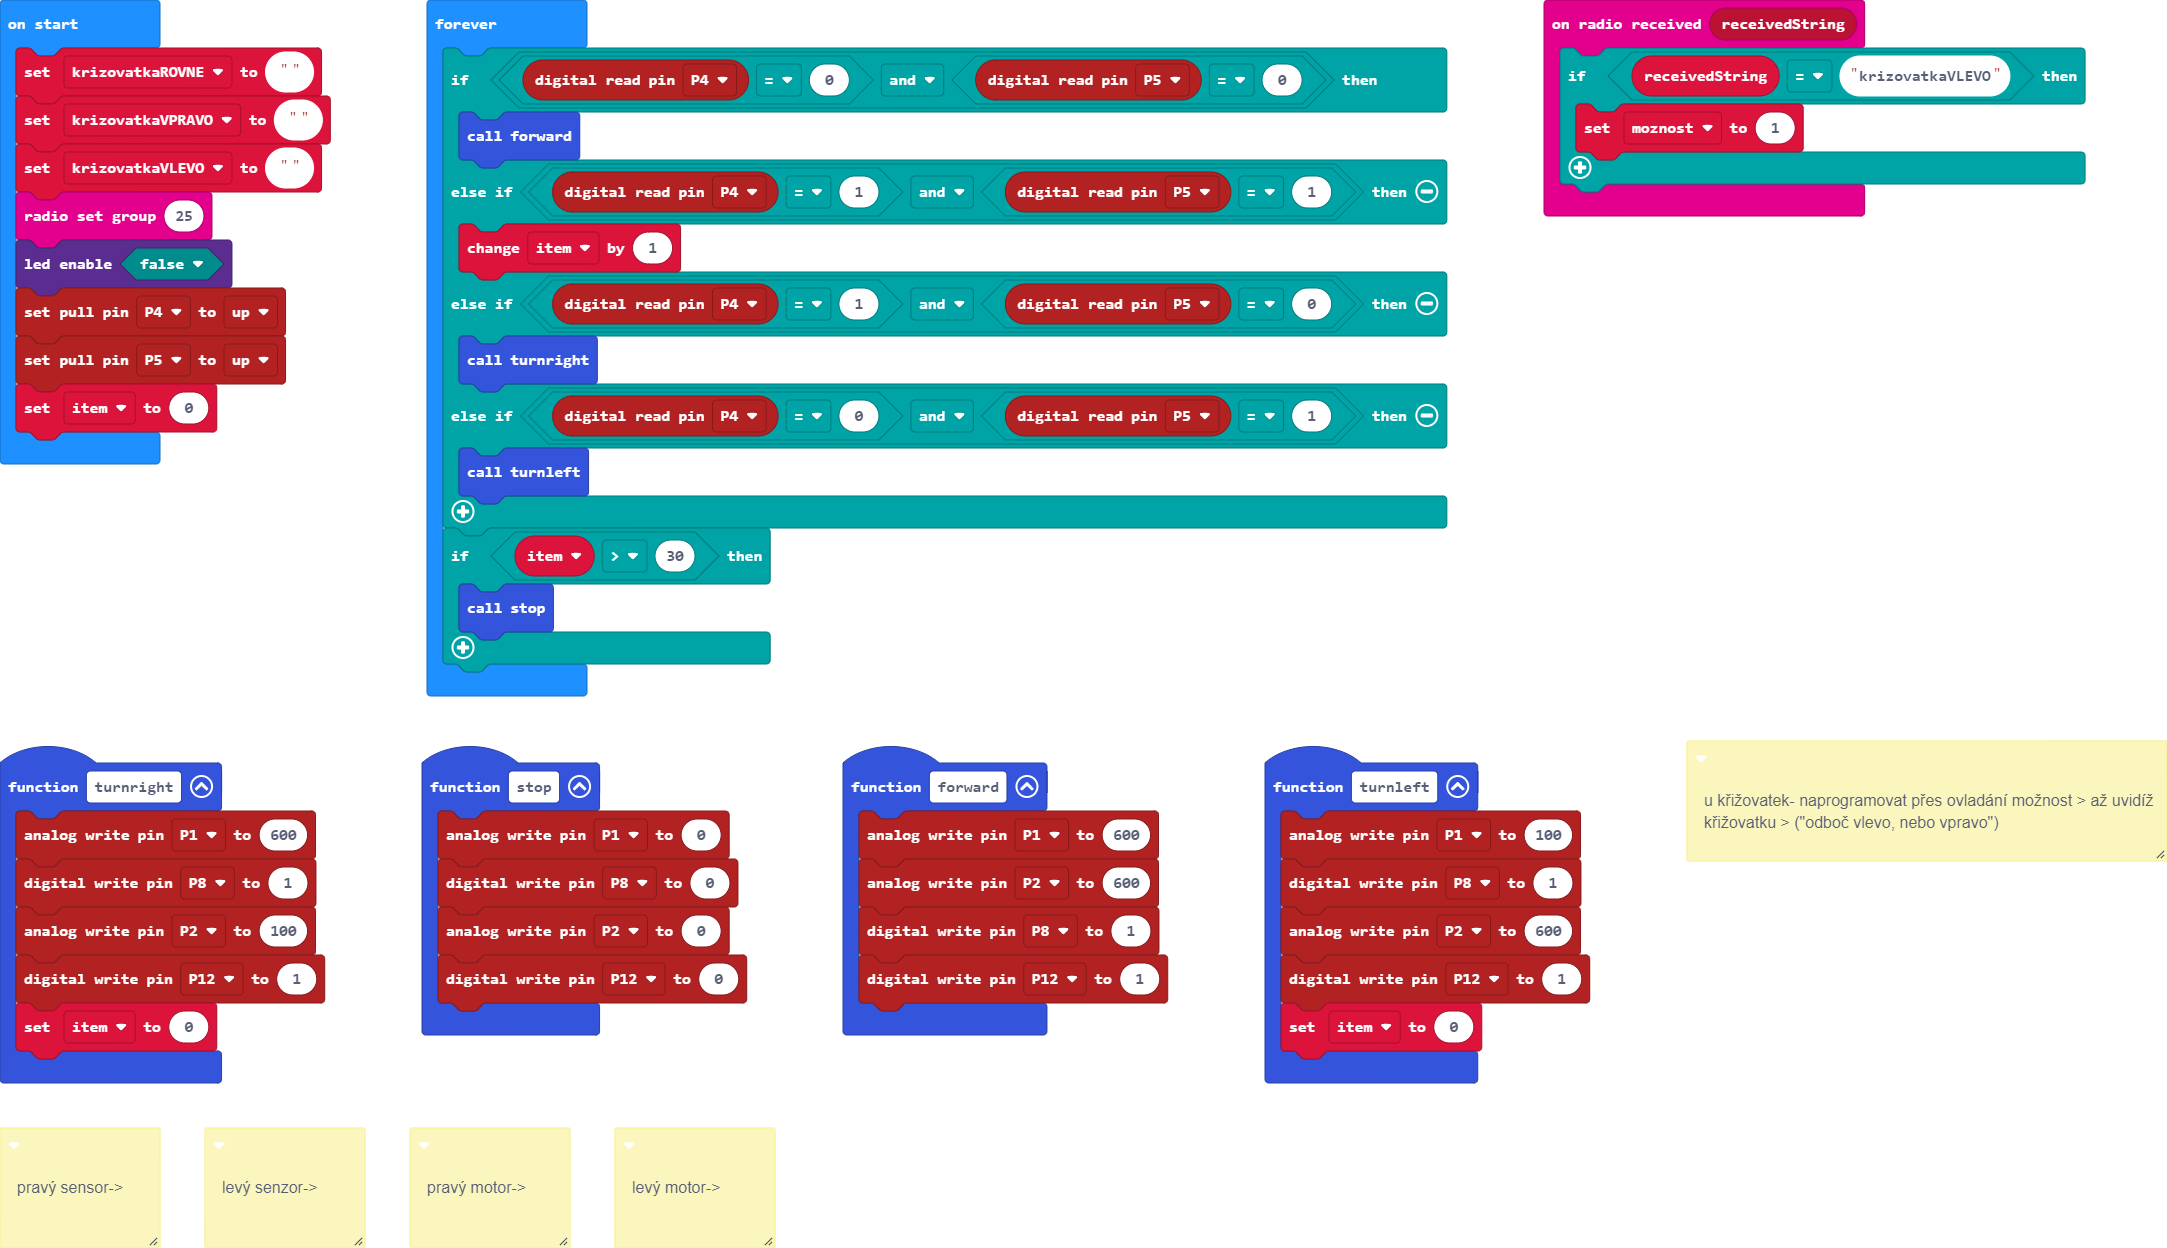 on start
set krizovatkaROVNE to " "
set krizovatkaVPRAVO to " "
set krizovatkaVLEVO to " "
radio set group 25
led enable false
set pull pin P4 to up
set pull pin P5 to up
set item to 0
forever
if digital read pin P4 = 0 and digital read pin P5 = 0 then
call forward
else if digital read pin P4 = 1 and digital read pin P5 = 1 then
change item by 1
else if digital read pin P4 = 1 and digital read pin P5 = 0 then
call turnright
else if digital read pin P4 = 0 and digital read pin P5 = 1 then
call turnleft
if item > 30 then
call stop
on radio received receivedString
if receivedString = "krizovatkaVLEVO" then
set moznost to 1
function turnright
analog write pin P1 to 600
digital write pin P8 to 1
analog write pin P2 to 100
digital write pin P12 to 1
set item to 0
function stop
analog write pin P1 to 0
digital write pin P8 to 0
analog write pin P2 to 0
digital write pin P12 to 0
function forward
analog write pin P1 to 600
analog write pin P2 to 600
digital write pin P8 to 1
digital write pin P12 to 1
function turnleft
analog write pin P1 to 100
digital write pin P8 to 1
analog write pin P2 to 600
digital write pin P12 to 1
set item to 0
u křižovatek- naprogramovat přes ovladání možnost > až uvidíž
křižovatku > ("odboč vlevo, nebo vpravo")
pravý sensor->
levý senzor->
pravý motor->
levý motor->